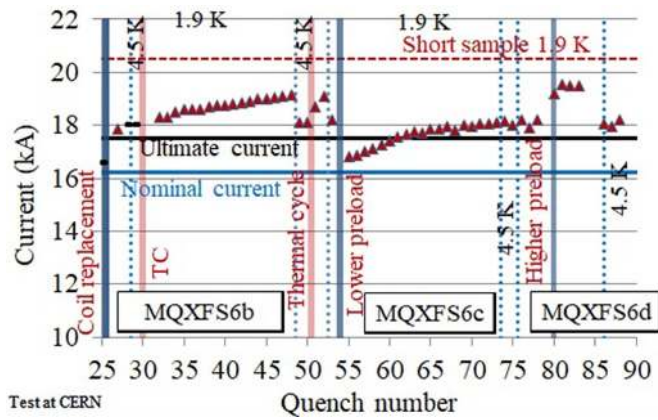 22
20
18
16
14
12
10
Current (kA)
1.9 K
1.9 K
4.5 K
4.5 K
Short sample 1.9 K
Ultimate current
Nominal current
Coil replacement
TC
Thermal cycle
Lower preload
4.5 K
Higher preload
4.5 K
MQXFS6b
MQXFS6c
MQXFS6d
25 30 35 40 45 50 55 60 65 70 75 80 85 90
Test at CERN
Quench number